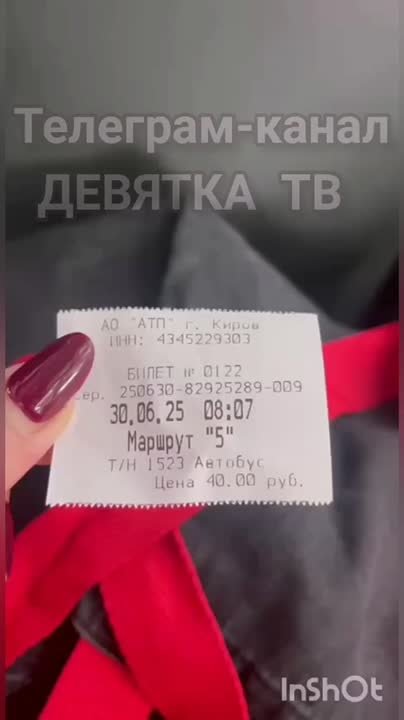 Телеграм-канал
ДЕВЯТКА ТВ
АО "АТП" г. Киров
ИНН: 4345229303
БИЛЕТ № 0122
Сер. 250630-82925289-009
30.06.25 08:07
Маршрут "5"
Т/Н 1523 Автобус
Цена 40.00 руб.
InShOt